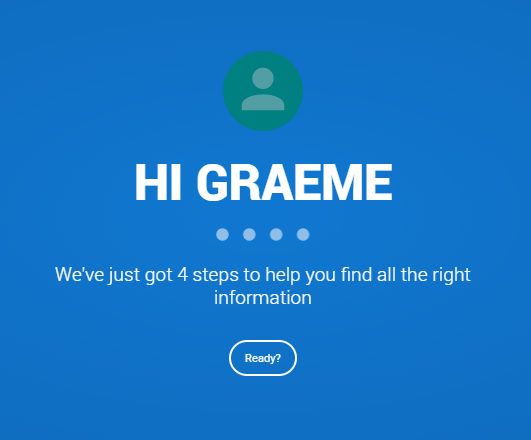 HI GRAEME
We've just got 4 steps to help you find all the right
information
Ready?